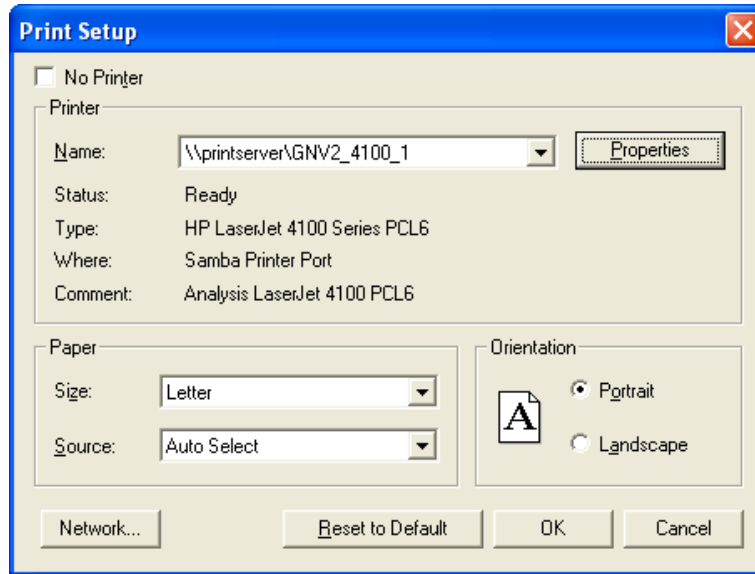 Print Setup
No Printer
Printer
Name: \\printserver\GNV2_4100_1 Properties
Status: Ready
Type: HP LaserJet 4100 Series PCL6
Where: Samba Printer Port
Comment: Analysis LaserJet 4100 PCL6
Paper Orientation
Size: Letter Portrait
A
Source: Auto Select Landscape
Network... Reset to Default OK Cancel